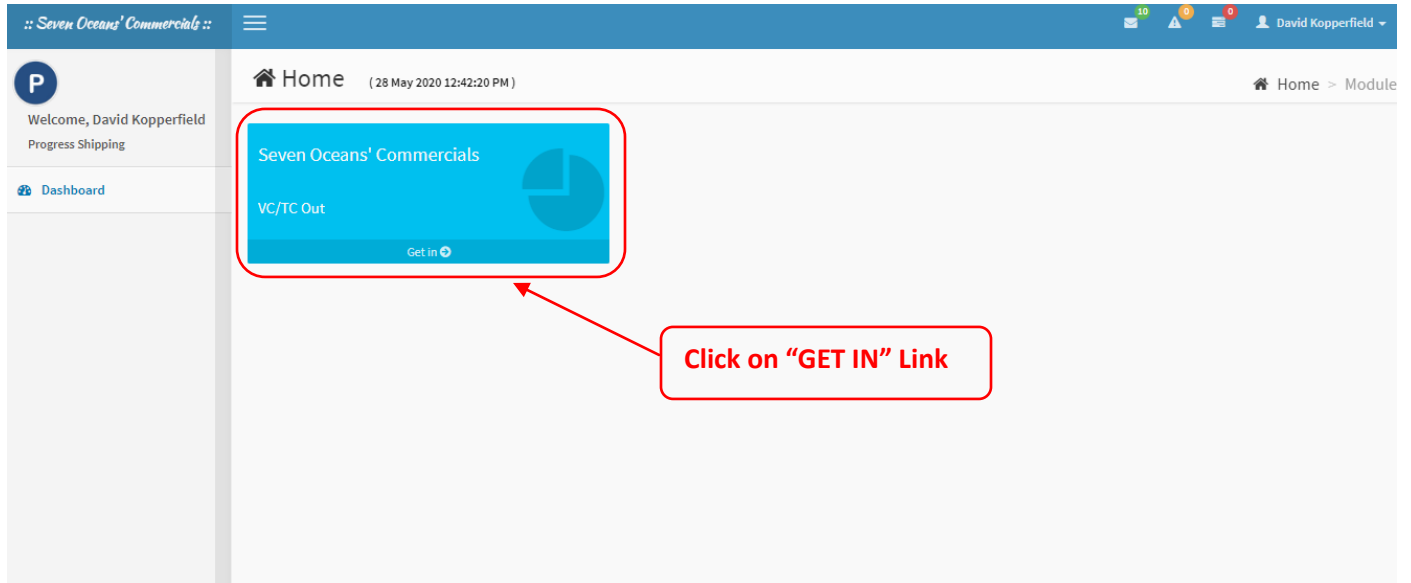 :: Seven Oceans' Commercials ::
10
0
0
David Kopperfield
P
Welcome, David Kopperfield
Progress Shipping
Dashboard
Home ( 28 May 2020 12:42:20 PM )
Home > Module
Seven Oceans' Commercials
VC/TC Out
Get in
Click on “GET IN” Link